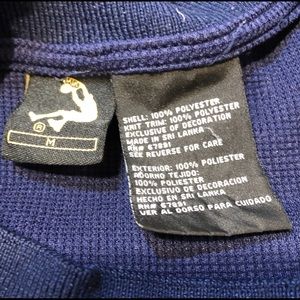 ® M
SHELL: 100% POLYESTER
KNIT TRIM: 100% POLYESTER
EXCLUSIVE OF DECORATION
MADE IN SRI LANKA
RN# 67891
SEE REVERSE FOR CARE
EXTERIOR: 100% POLIESTER
ADORNO TEJIDO:
100% POLIESTER
EXCLUSIVO DE DECORACION
HECHO EN SRI LANKA
RN# 67891
VER AL DORSO PARA CUIDADO